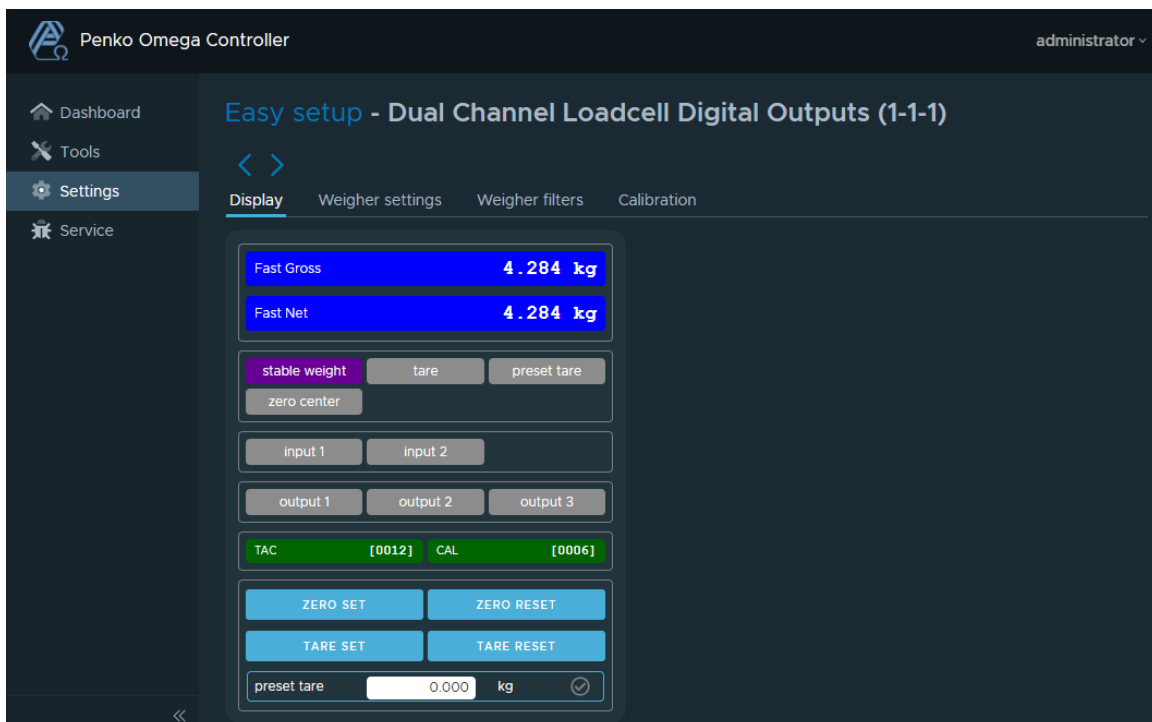 Penko Omega Controller
administrator
Dashboard
Tools
Settings
Service
Easy setup - Dual Channel Loadcell Digital Outputs (1-1-1)
Display Weigher settings Weigher filters Calibration
Fast Gross 4.284 kg
Fast Net 4.284 kg
stable weight tare preset tare
zero center
input 1 input 2
output 1 output 2 output 3
TAC [0012] CAL [0006]
ZERO SET ZERO RESET
TARE SET TARE RESET
preset tare 0.000 kg